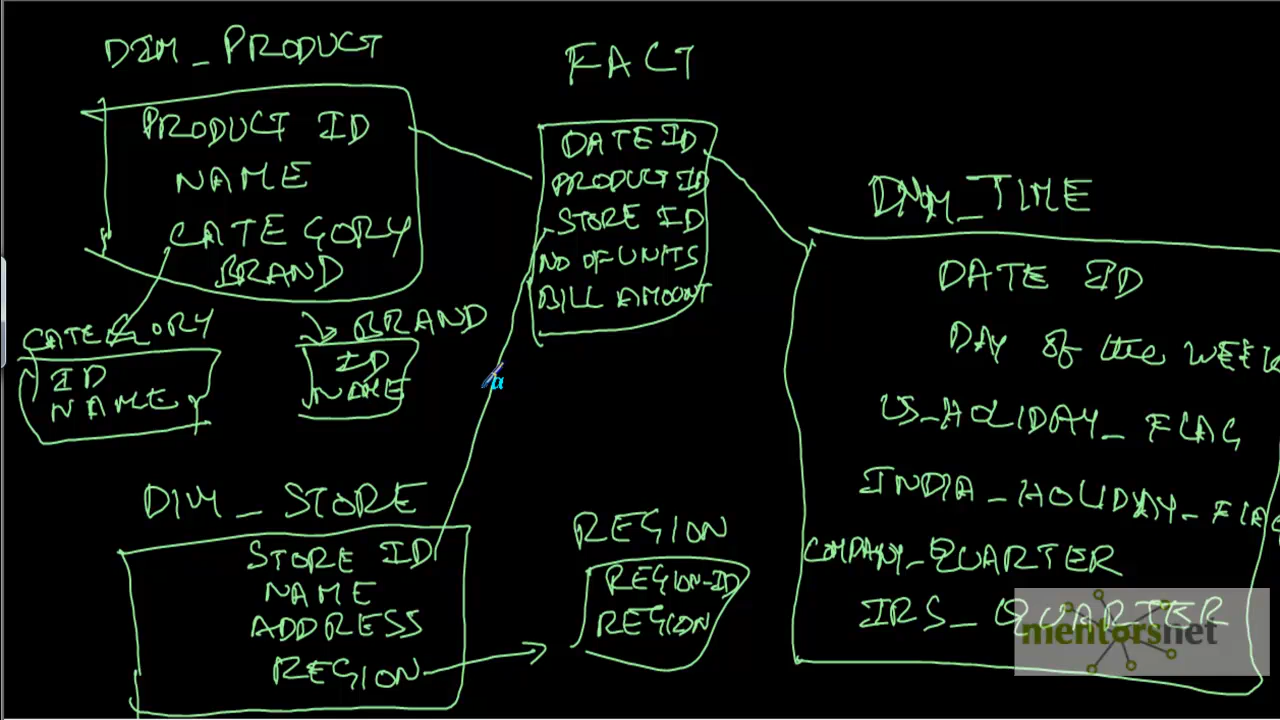 DIM_PRODUCT
PRODUCT ID
NAME
CATEGORY
BRAND
CATEGORY
ID
NAME
BRAND
ID
NAME
FACT
DATE ID
PRODUCT ID
STORE ID
NO OF UNITS
BILL AMOUNT
DIM_TIME
DATE ID
DAY of the WEEK
US_HOLIDAY_FLAG
INDIA_HOLIDAY_FLAG
COMPANY_QUARTER
IRS_QUARTER
DIM_STORE
STORE ID
NAME
ADDRESS
REGION
REGION
REGION-ID
REGION
mentorsnet